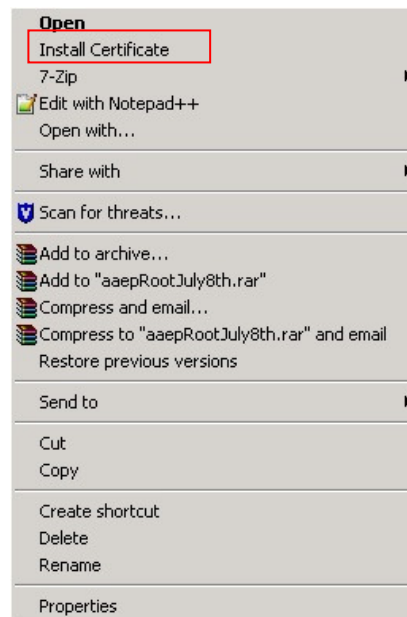 Open
Install Certificate
7-Zip
Edit with Notepad++
Open with...
Share with
Scan for threats...
Add to archive...
Add to "aaepRootJuly8th.rar"
Compress and email...
Compress to "aaepRootJuly8th.rar" and email
Restore previous versions
Send to
Cut
Copy
Create shortcut
Delete
Rename
Properties